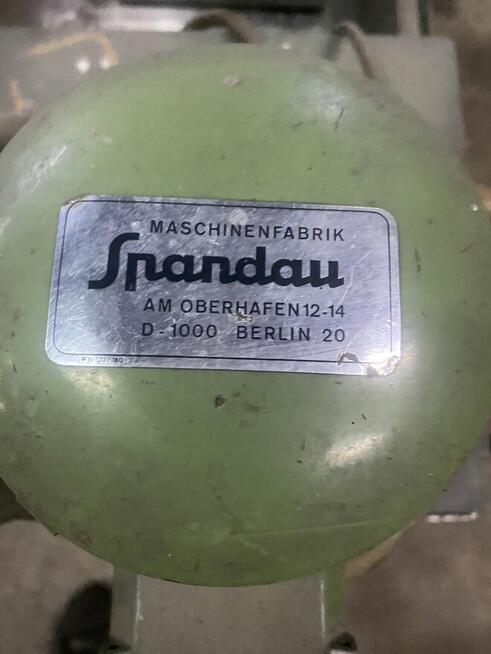 MASCHINENFABRIK
Spandau
AM OBERHAFEN 12-14
D-1000 BERLIN 20